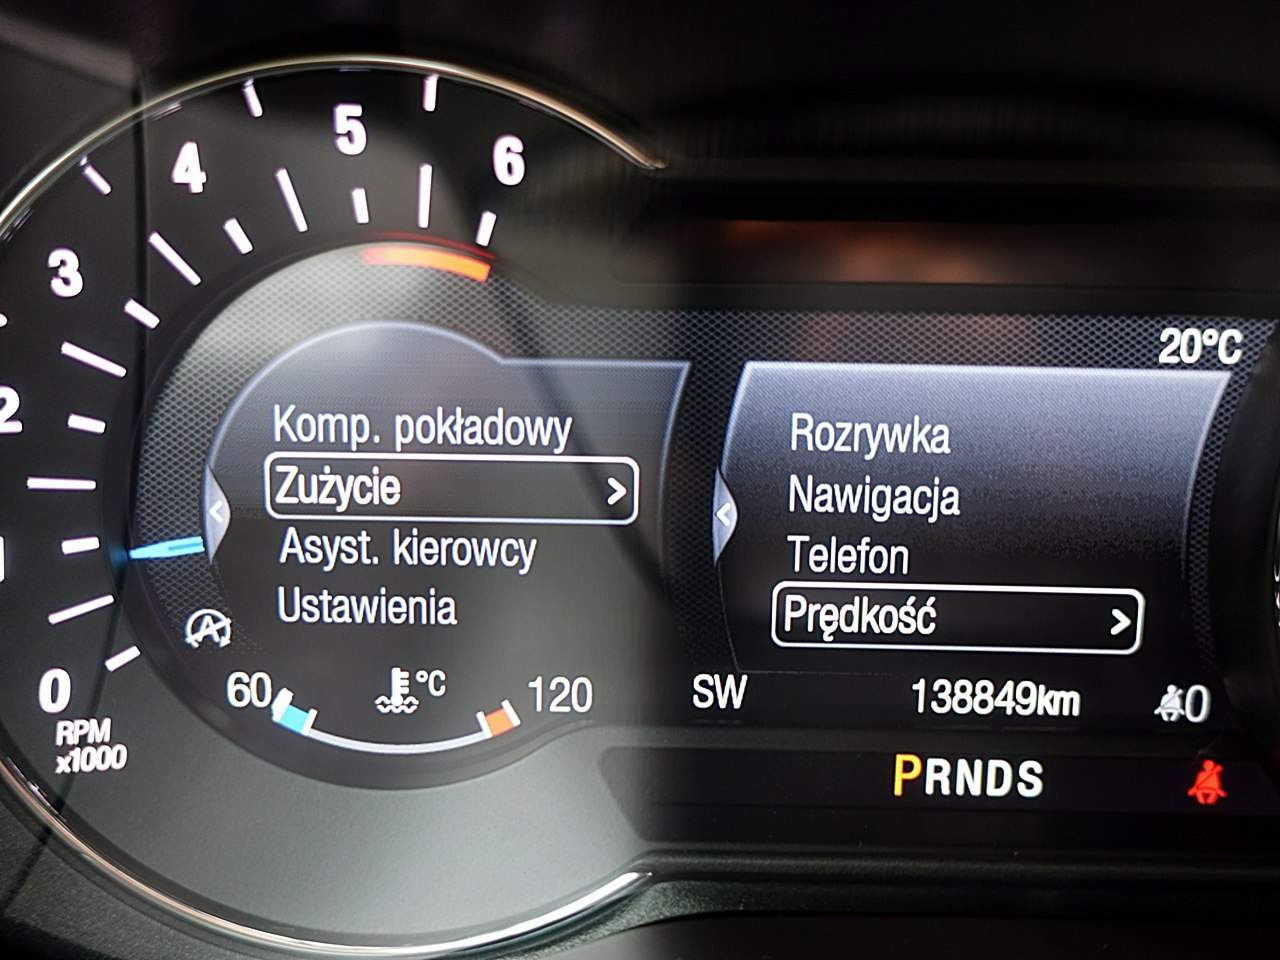 5
6
4
3
2
20°C
Komp. pokładowy
Zużycie
Asyst. kierowcy
Ustawienia
Rozrywka
Nawigacja
Telefon
Prędkość
0
RPM
x1000
60
°C
120
SW
138849km
0
PRNDS